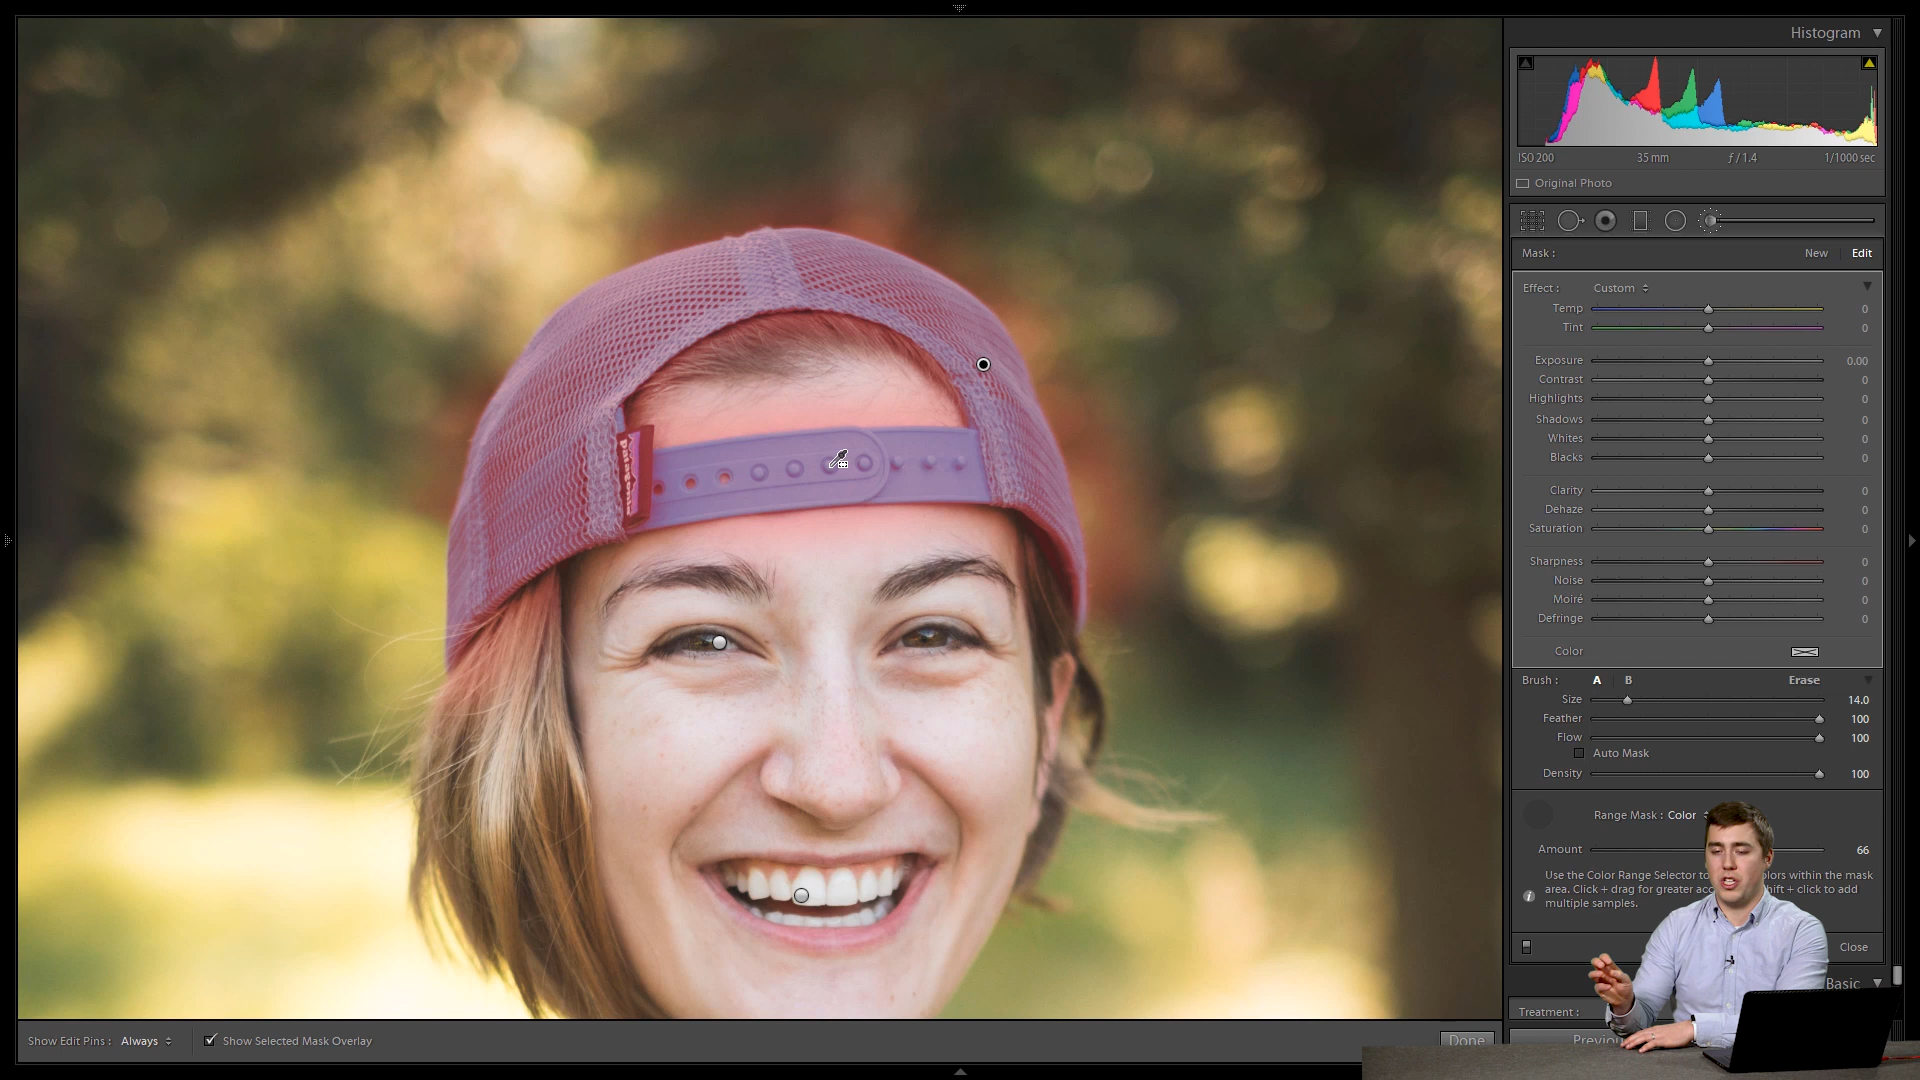 Histogram
ISO 200 35 mm ƒ / 1.4 1/1000 sec
Original Photo
Mask : New Edit
Effect : Custom
Temp 0
Tint 0
Exposure 0.00
Contrast 0
Highlights 0
Shadows 0
Whites 0
Blacks 0
Clarity 0
Dehaze 0
Saturation 0
Sharpness 0
Noise 0
Moiré 0
Defringe 0
Color
Brush : A B Erase
Size 14.0
Feather 100
Flow 100
Auto Mask
Density 100
Range Mask : Color
Amount 66
Use the Color Range Selector to olors within the mask
area. Click + drag for greater acc hift + click to add
multiple samples.
Close
Basic
Treatment :
Previou
patagonia
Show Edit Pins : Always Show Selected Mask Overlay Done